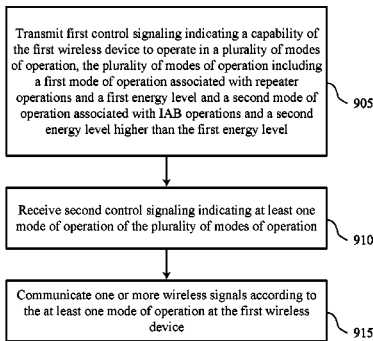 Transmit first control signaling indicating a capability of
the first wireless device to operate in a plurality of modes
of operation, the plurality of modes of operation including
a first mode of operation associated with repeater
operations and a first energy level and a second mode of
operation associated with IAB operations and a second
energy level higher than the first energy level
905
Receive second control signaling indicating at least one
mode of operation of the plurality of modes of operation
910
Communicate one or more wireless signals according to
the at least one mode of operation at the first wireless
device
915